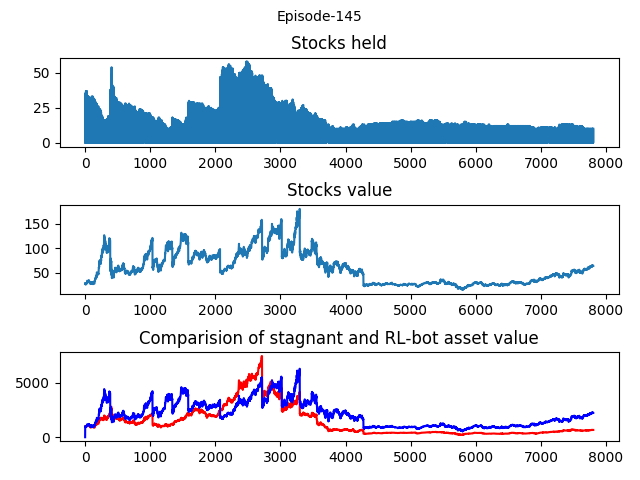 Episode-145
Stocks held
50
25
0
0 1000 2000 3000 4000 5000 6000 7000 8000
Stocks value
150
100
50
0 1000 2000 3000 4000 5000 6000 7000 8000
Comparision of stagnant and RL-bot asset value
5000
0
0 1000 2000 3000 4000 5000 6000 7000 8000